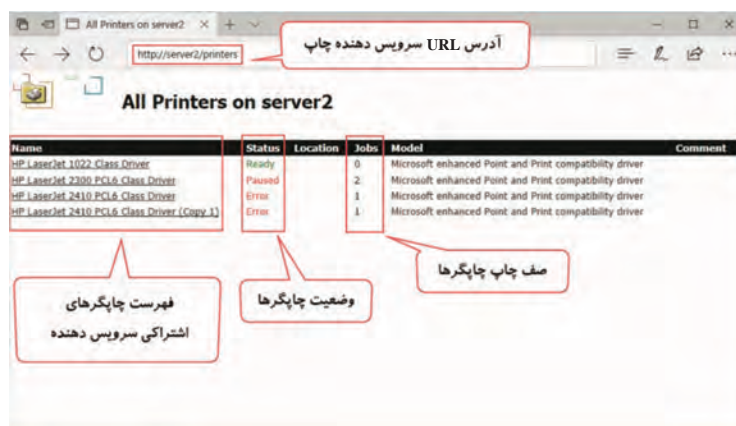 All Printers on server2
آدرس URL سرویس دهنده چاپ
http://server2/printers
All Printers on server2
Name Status Location Jobs Model Comment
HP LaserJet 1022 Class Driver Ready 0 Microsoft enhanced Point and Print compatibility driver
HP LaserJet 2300 PCL6 Class Driver Paused 2 Microsoft enhanced Point and Print compatibility driver
HP LaserJet 2410 PCL6 Class Driver Error 1 Microsoft enhanced Point and Print compatibility driver
HP LaserJet 2410 PCL6 Class Driver (Copy 1) Error 1 Microsoft enhanced Point and Print compatibility driver
صف چاپ چاپگرها
وضعیت چاپگرها
فهرست چاپگرهای
اشتراکی سرویس دهنده